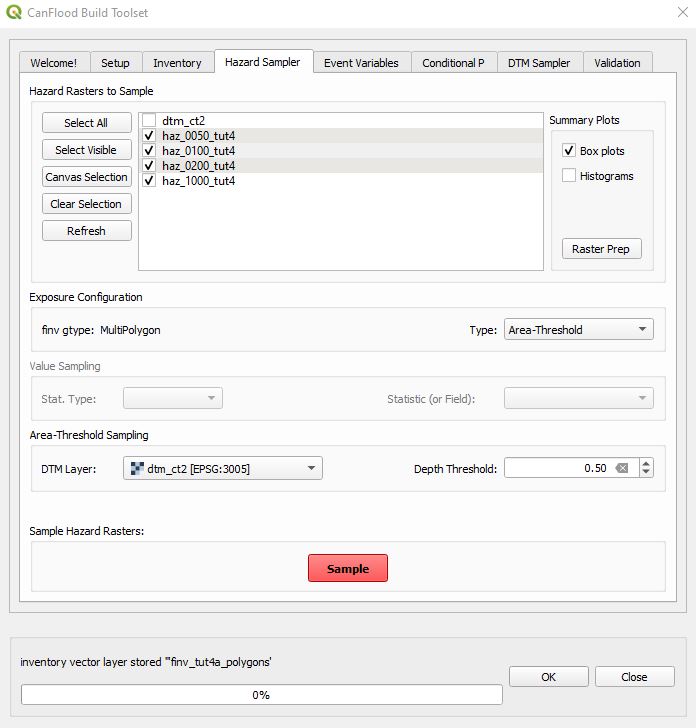 CanFlood Build Toolset
Welcome! Setup Inventory Hazard Sampler Event Variables Conditional P DTM Sampler Validation
Hazard Rasters to Sample
Select All
Select Visible
Canvas Selection
Clear Selection
Refresh
dtm_ct2
haz_0050_tut4
haz_0100_tut4
haz_0200_tut4
haz_1000_tut4
Summary Plots
Box plots
Histograms
Raster Prep
Exposure Configuration
finv gtype: MultiPolygon Type: Area-Threshold
Value Sampling
Stat. Type: Statistic (or Field):
Area-Threshold Sampling
DTM Layer: dtm_ct2 [EPSG:3005] Depth Threshold: 0.50
Sample Hazard Rasters:
Sample
inventory vector layer stored "'finv_tut4a_polygons'
0%
OK Close